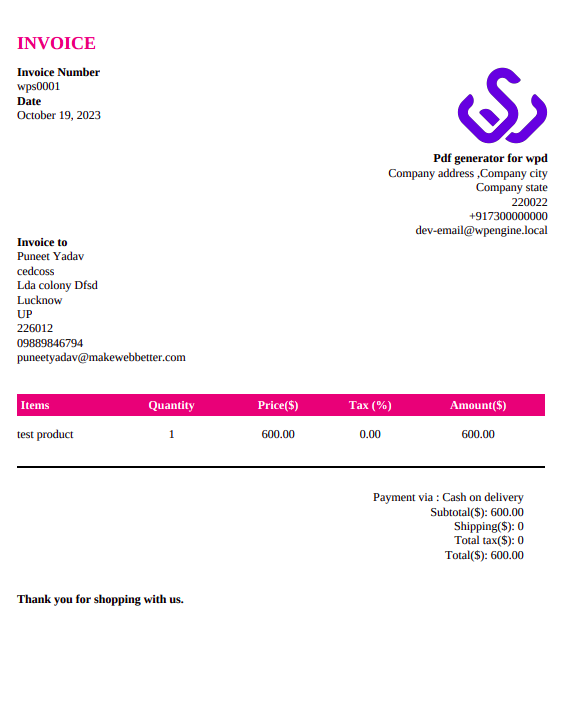 INVOICE
Invoice Number
wps0001
Date
October 19, 2023
Pdf generator for wpd
Company address ,Company city
Company state
220022
+917300000000
dev-email@wpengine.local
Invoice to
Puneet Yadav
cedcoss
Lda colony Dfsd
Lucknow
UP
226012
09889846794
puneetyadav@makewebbetter.com
Items Quantity Price($) Tax (%) Amount($)
test product 1 600.00 0.00 600.00
Payment via : Cash on delivery
Subtotal($): 600.00
Shipping($): 0
Total tax($): 0
Total($): 600.00
Thank you for shopping with us.